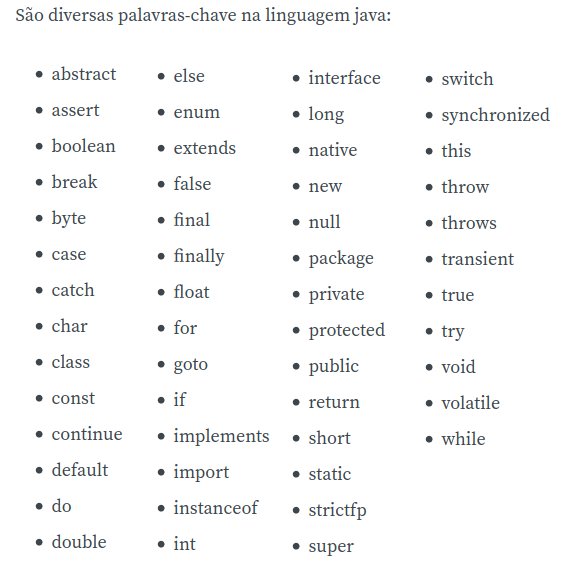 São diversas palavras-chave na linguagem java:
abstract
assert
boolean
break
byte
case
catch
char
class
const
continue
default
do
double
else
enum
extends
false
final
finally
float
for
goto
if
implements
import
instanceof
int
interface
long
native
new
null
package
private
protected
public
return
short
static
strictfp
super
switch
synchronized
this
throw
throws
transient
true
try
void
volatile
while